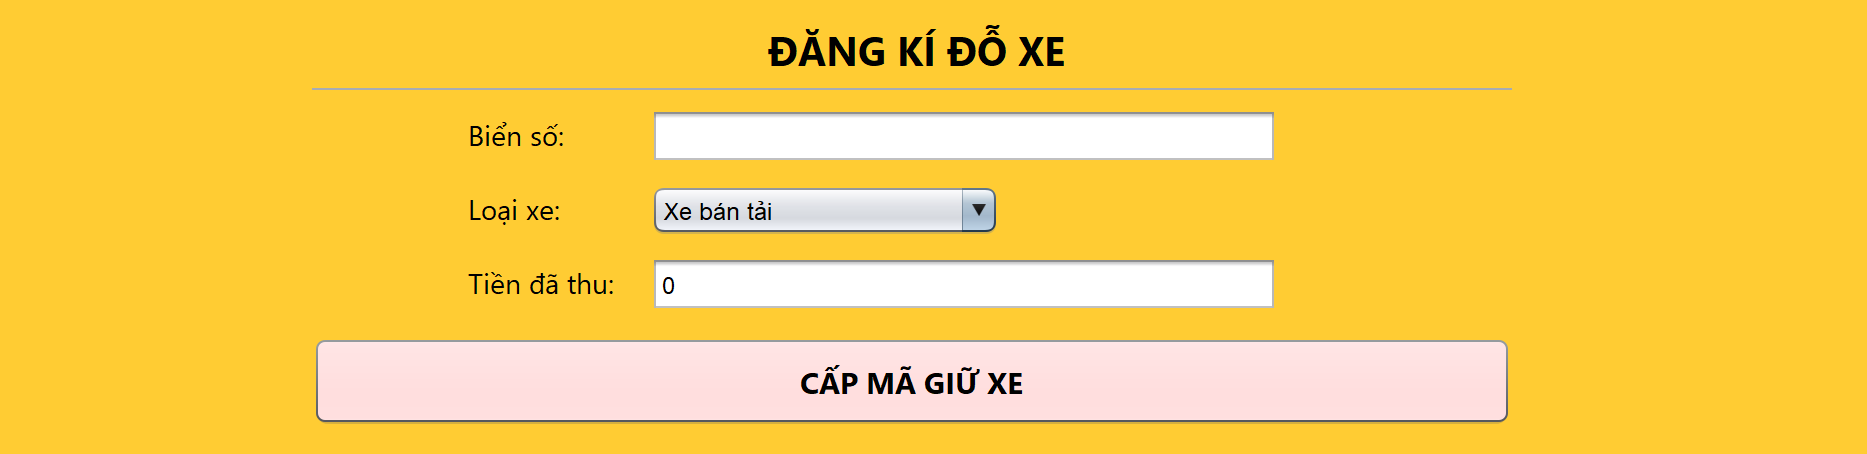 ĐĂNG KÍ ĐỖ XE
Biển số:
Loại xe: Xe bán tải
Tiền đã thu: 0
CẤP MÃ GIỮ XE